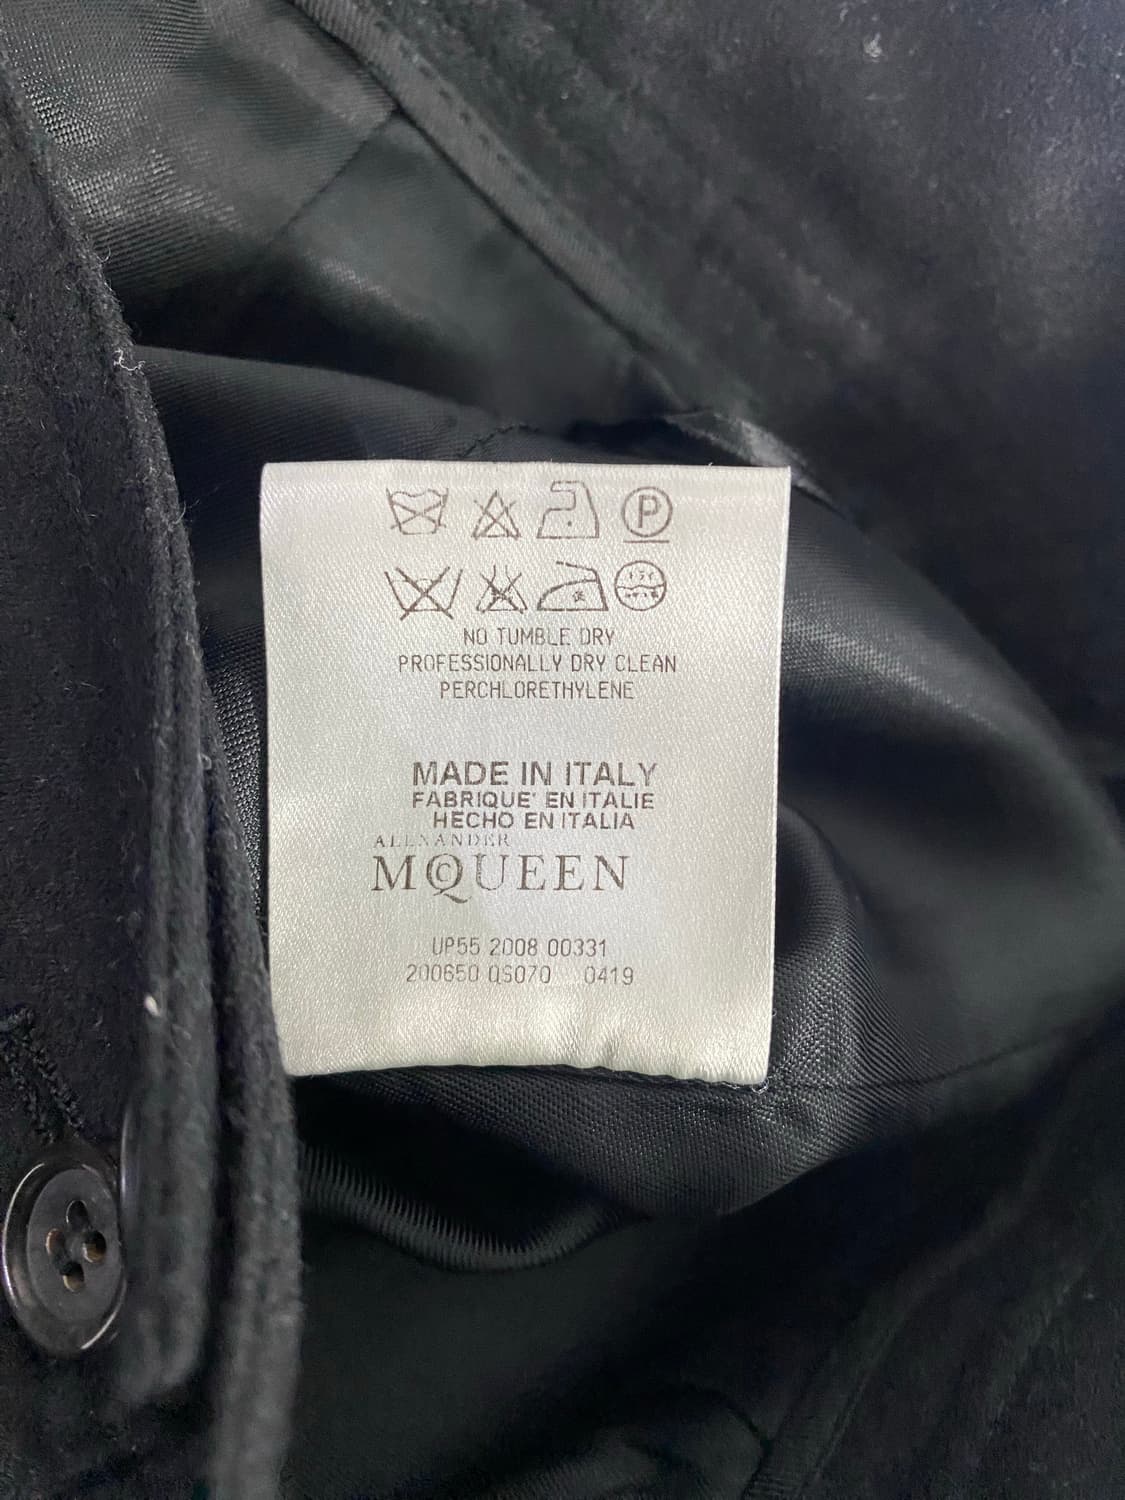 P
NO TUMBLE DRY
PROFESSIONALLY DRY CLEAN
PERCHLORETHYLENE
MADE IN ITALY
FABRIQUE' EN ITALIE
HECHO EN ITALIA
ALEXANDER
MCQUEEN
UP55 2008 00331
200650 QS070 0419